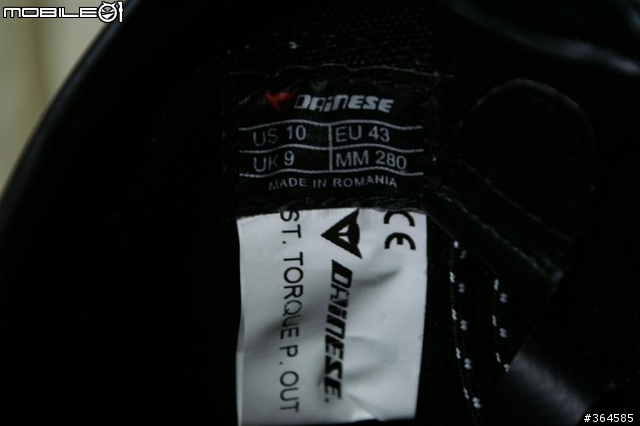 MOBILE01
DAINESE
US 10 EU 43
UK 9 MM 280
MADE IN ROMANIA
CE
DAINESE.
ST. TORQUE P. OUT
#364585